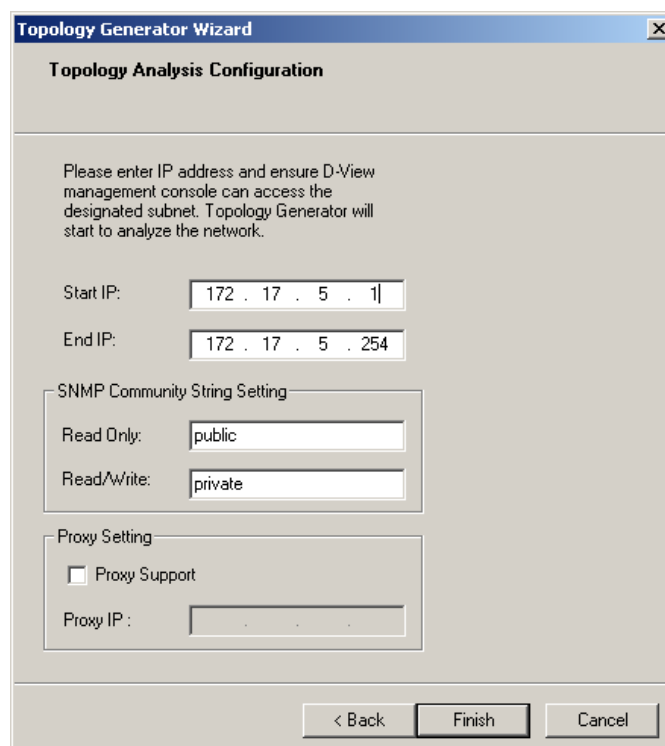 Topology Generator Wizard
Topology Analysis Configuration
Please enter IP address and ensure D-View
management console can access the
designated subnet. Topology Generator will
start to analyze the network.
Start IP: 172 . 17 . 5 . 1
End IP: 172 . 17 . 5 . 254
SNMP Community String Setting
Read Only: public
Read/Write: private
Proxy Setting
Proxy Support
Proxy IP : . . .
< Back Finish Cancel